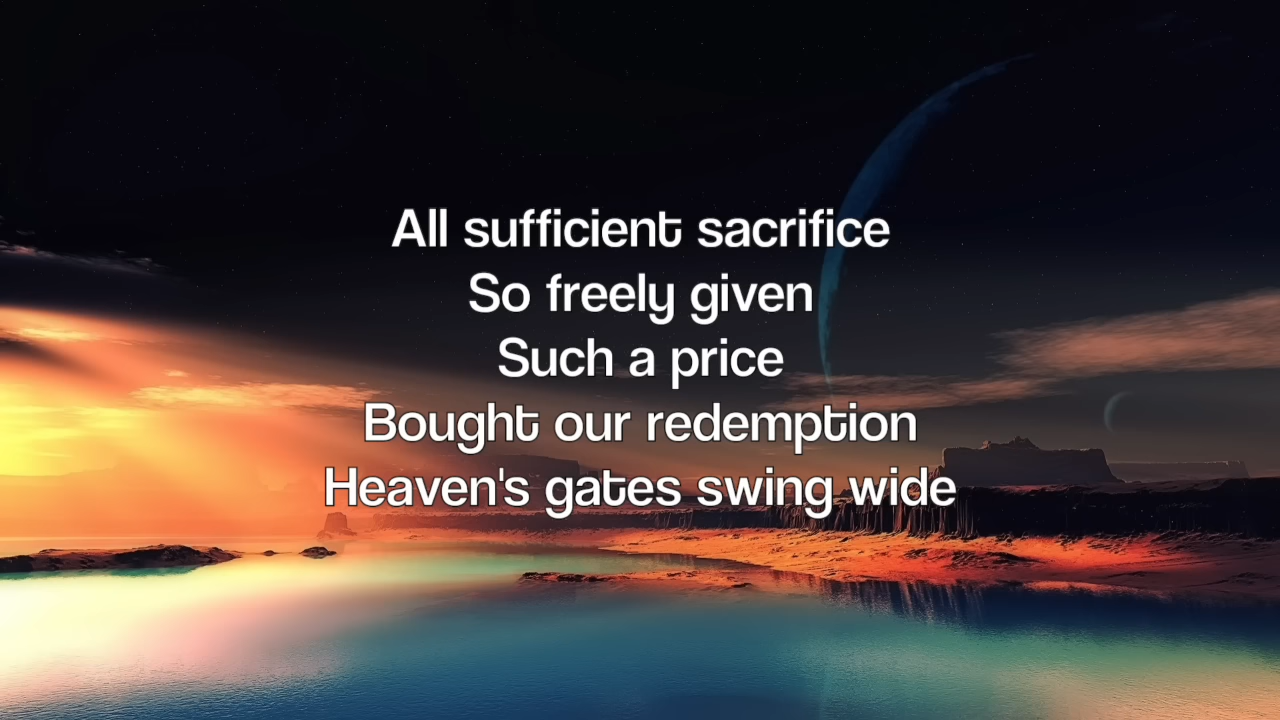 All sufficient sacrifice
So freely given
Such a price
Bought our redemption
Heaven's gates swing wide